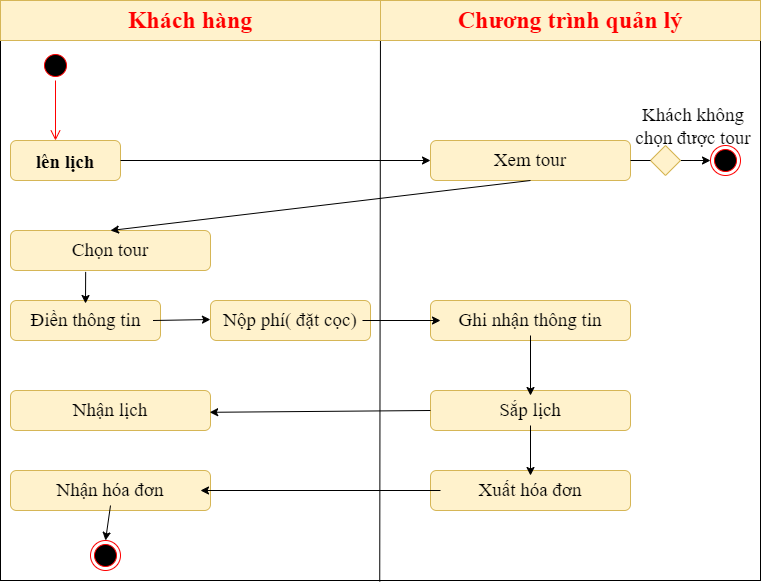 Khách hàng
Chương trình quản lý
Khách không
chọn được tour
lên lịch
Xem tour
Chọn tour
Điền thông tin
Nộp phí( đặt cọc)
Ghi nhận thông tin
Nhận lịch
Sắp lịch
Nhận hóa đơn
Xuất hóa đơn